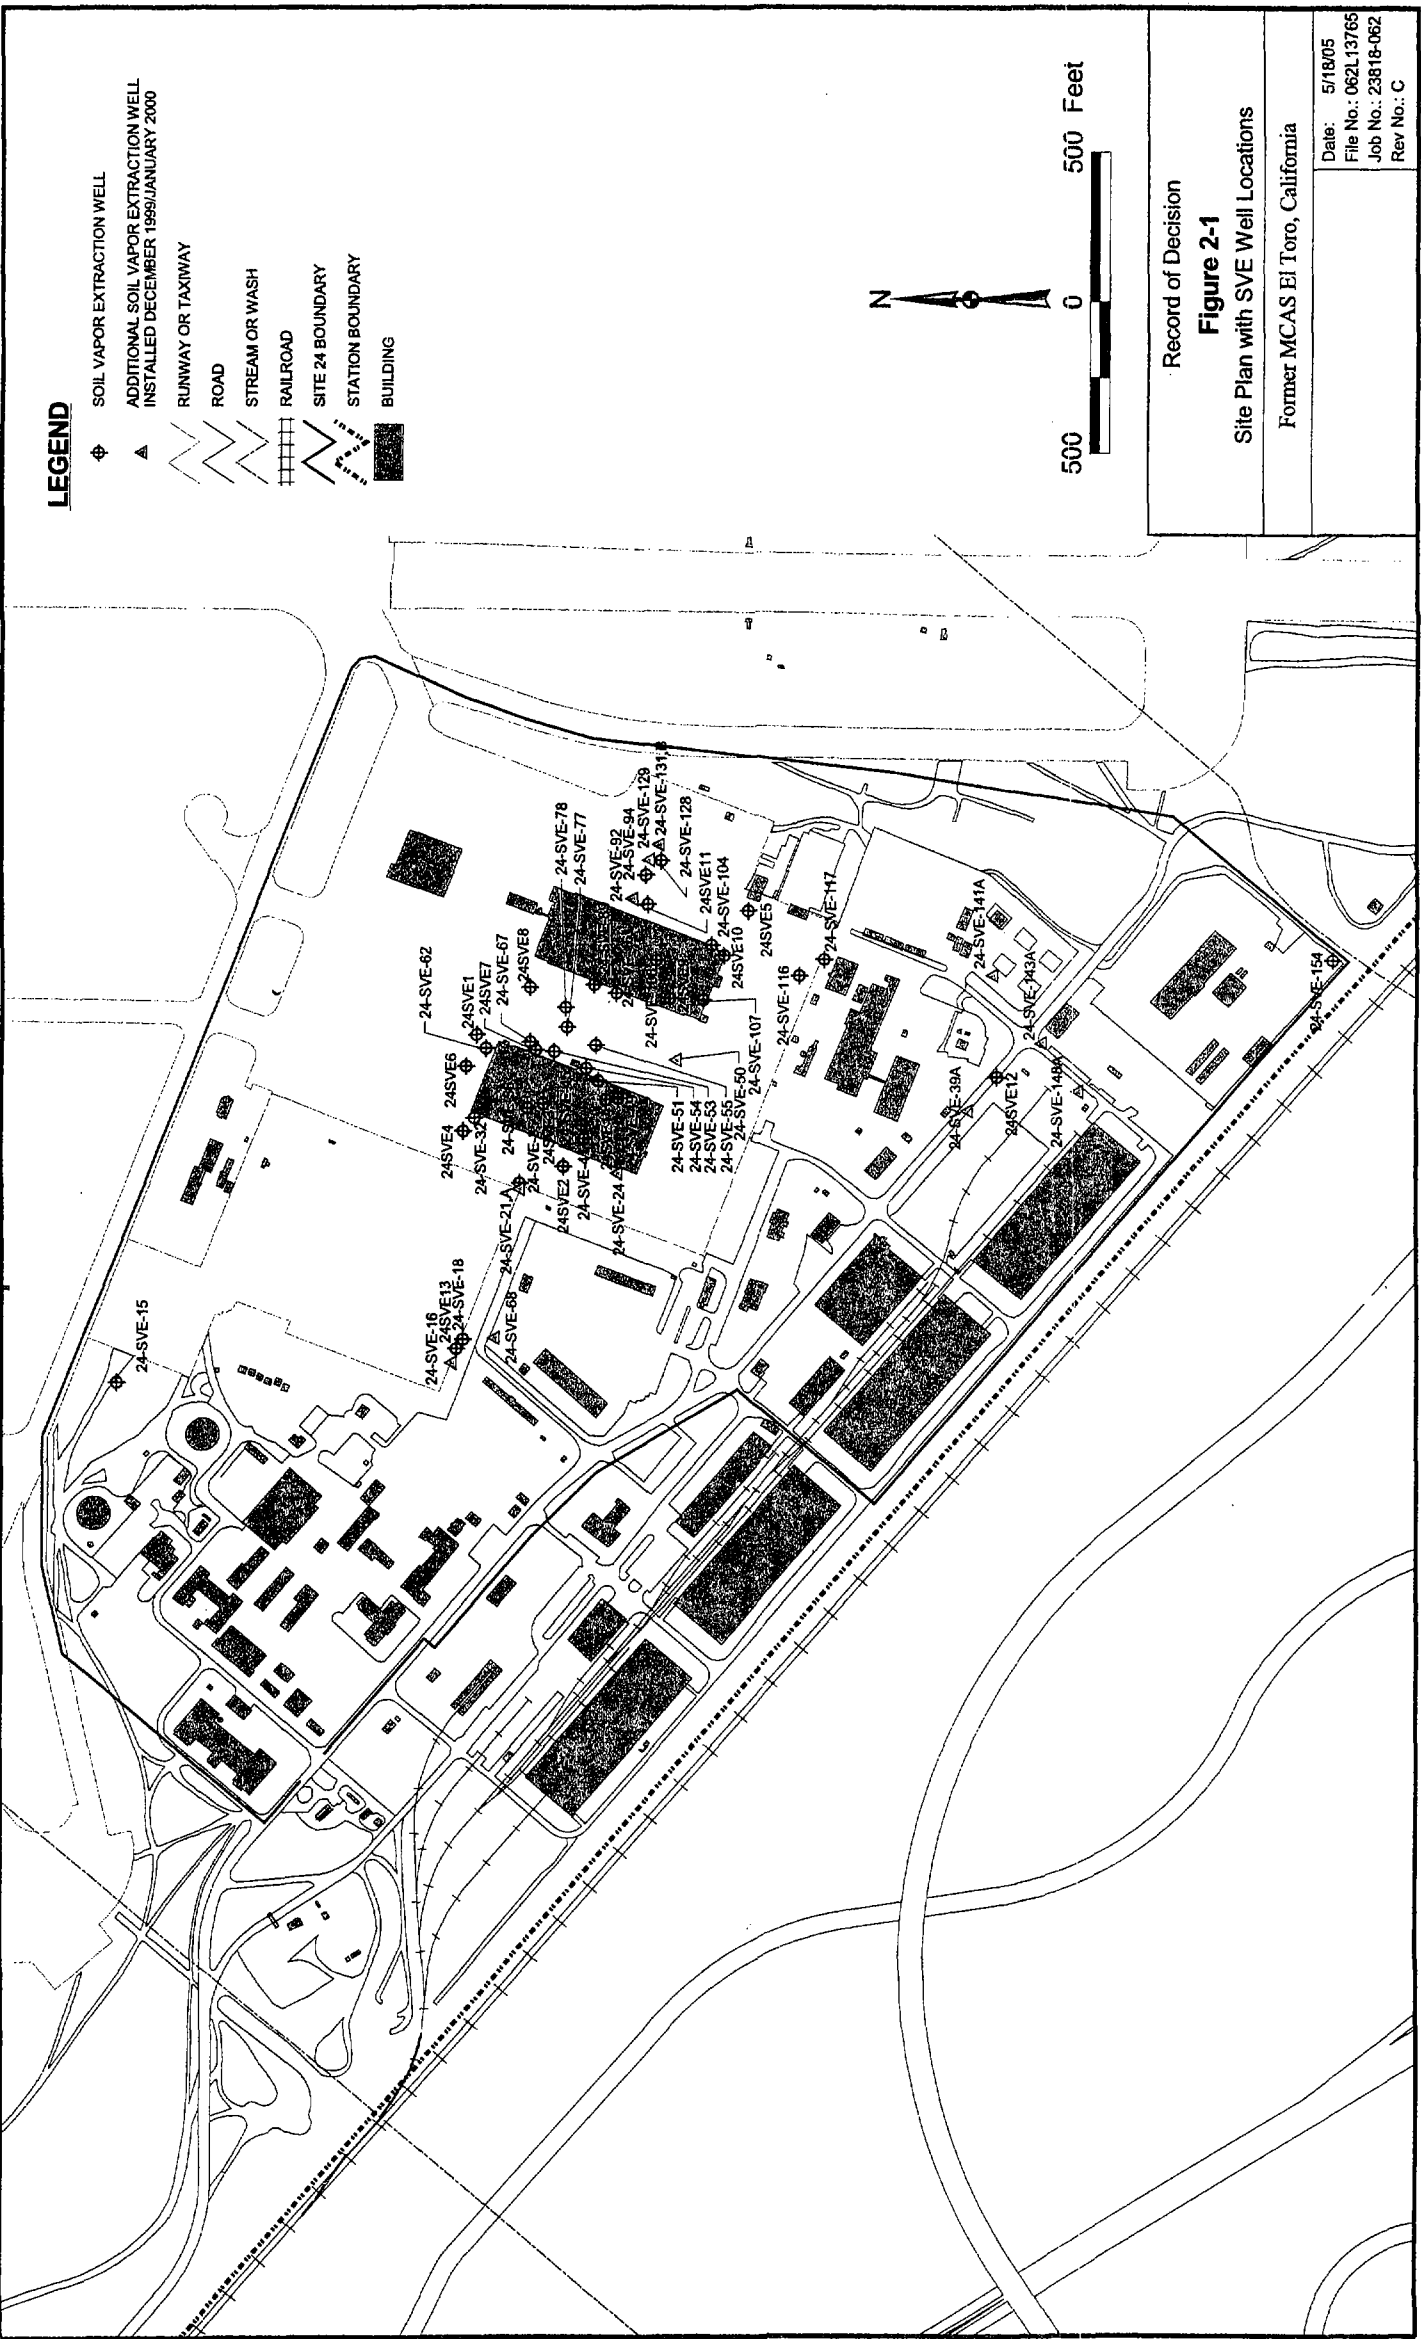 LEGEND
SOIL VAPOR EXTRACTION WELL
ADDITIONAL SOIL VAPOR EXTRACTION WELL
INSTALLED DECEMBER 1999/JANUARY 2000
RUNWAY OR TAXIWAY
ROAD
STREAM OR WASH
RAILROAD
SITE 24 BOUNDARY
STATION BOUNDARY
BUILDING
24-SVE-15
24-SVE-16
24SVE13
24-SVE-18
24-SVE-68
24-SVE-62
24SVE6
24SVE1
24SVE7
24-SVE-67
24SVE8
24-SVE-78
24-SVE-77
24SVE4
24-SVE-32
24-SVE-21A
24SVE2
24-SVE-24
24-SVE-92
24-SVE-94
24-SVE-129
24-SVE-131
24-SVE-128
24SVE11
24-SVE-104
24SVE10
24SVE5
24-SVE-117
24-SVE-116
24-SVE-107
24-SVE-50
24-SVE-51
24-SVE-54
24-SVE-53
24-SVE-55
24-SVE-141A
24-SVE-143A
24-SVE-39A
24SVE12
24-SVE-148A
24-SVE-154
N
500 0 500 Feet
Record of Decision
Figure 2-1
Site Plan with SVE Well Locations
Former MCAS El Toro, California
Date: 5/18/05
File No.: 062L13765
Job No.: 23818-062
Rev No.: C